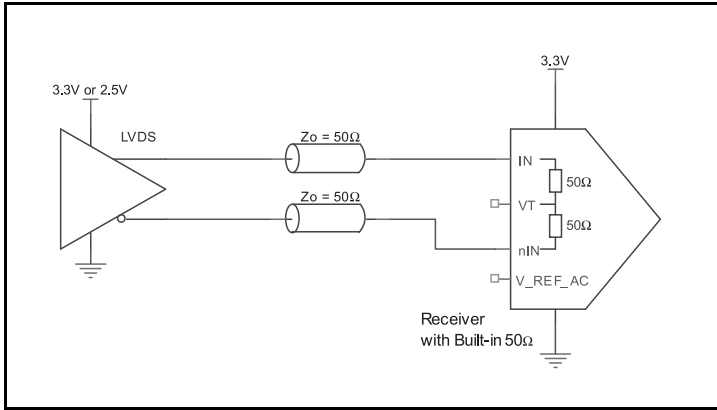 3.3V
3.3V or 2.5V
LVDS
Zo = 50Ω
IN
50Ω
Zo = 50Ω
VT
50Ω
nIN
V_REF_AC
Receiver
with Built-in 50Ω